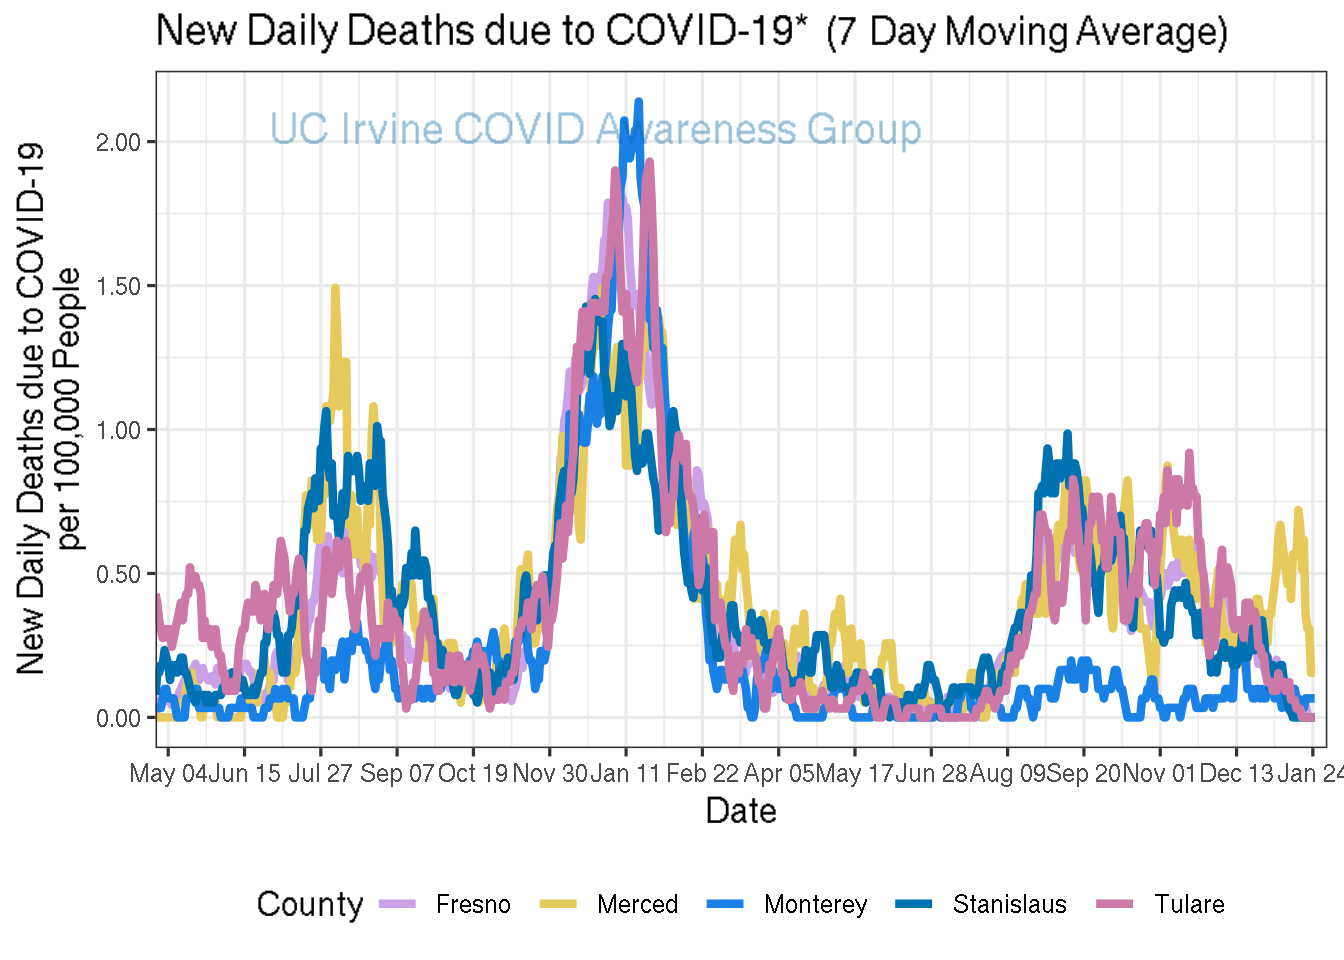 New Daily Deaths due to COVID-19* (7 Day Moving Average)
UC Irvine COVID Awareness Group
New Daily Deaths due to COVID-19
per 100,000 People
2.00
1.50
1.00
0.50
0.00
May 04 Jun 15 Jul 27 Sep 07 Oct 19 Nov 30 Jan 11 Feb 22 Apr 05 May 17 Jun 28 Aug 09 Sep 20 Nov 01 Dec 13 Jan 24
Date
County Fresno Merced Monterey Stanislaus Tulare